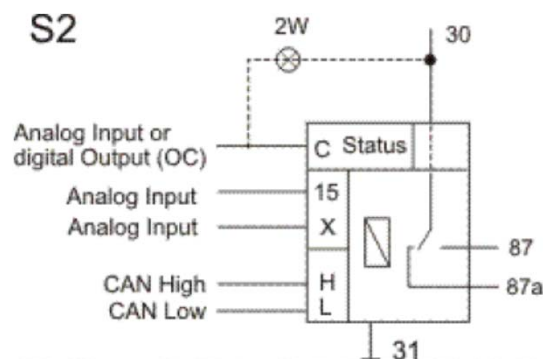 S2
2W
30
Analog Input or
digital Output (OC)
C Status
Analog Input
15
Analog Input
X
87
87a
CAN High
H
CAN Low
L
31